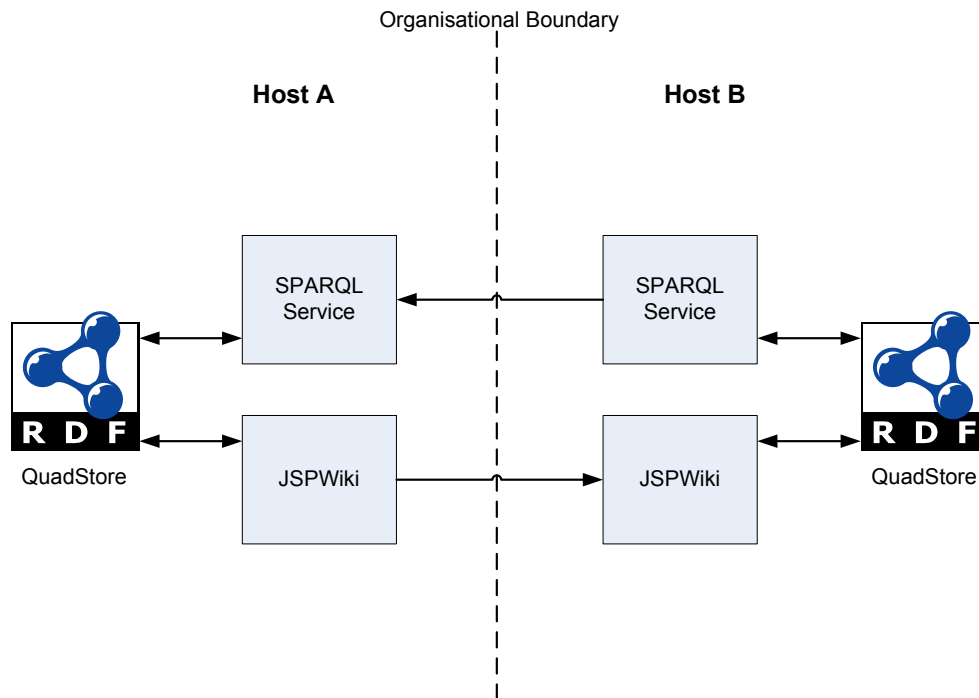 Organisational Boundary
Host A
Host B
SPARQL
Service
SPARQL
Service
R D F
QuadStore
JSPWiki
JSPWiki
R D F
QuadStore